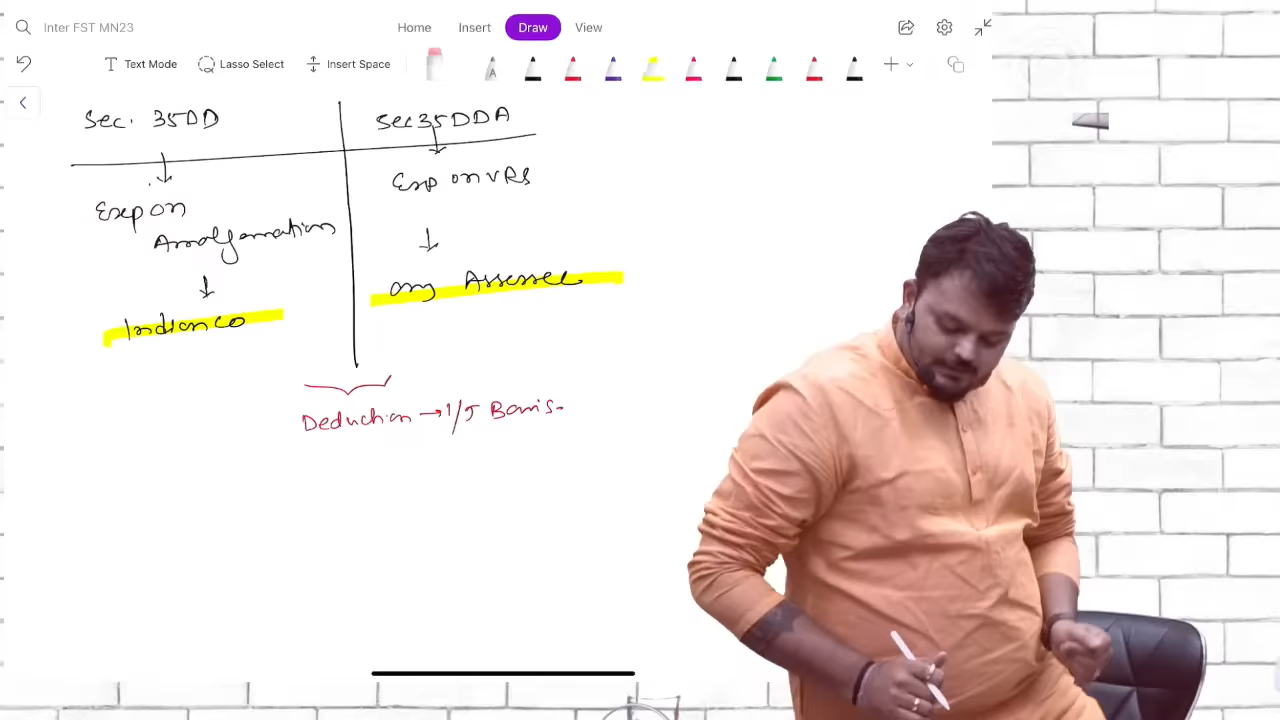 Inter FST MN23
Home Insert Draw View
Text Mode Lasso Select Insert Space
Sec. 35DD
Sec 35DDA
Exp on
Amalgamation
Exp on VRS
Indian co
any Assessee
Deduction → 1/5 Basis.